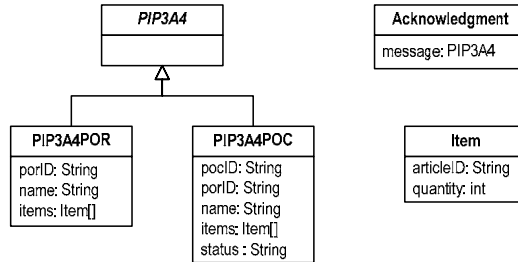 PIP3A4
Acknowledgment
message: PIP3A4
PIP3A4POR
porID: String
name: String
items: Item[]
PIP3A4POC
pocID: String
porID: String
name: String
items: Item[]
status : String
Item
articleID: String
quantity: int